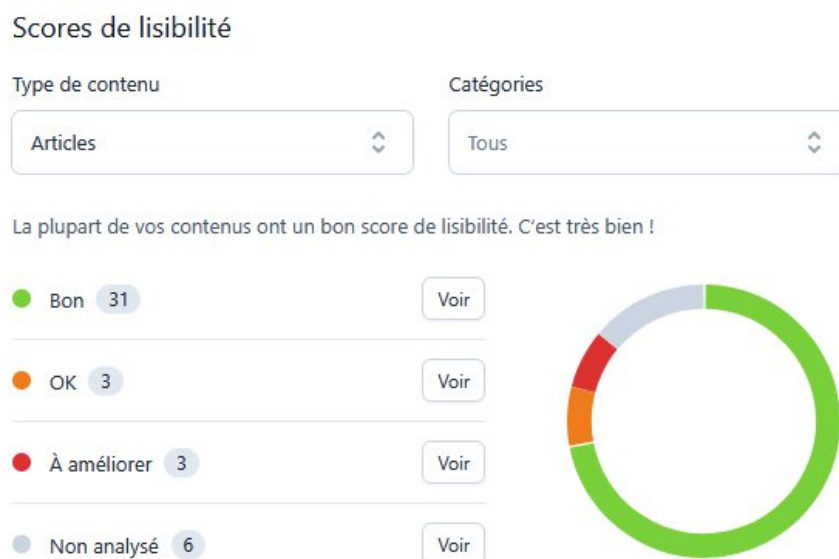 Scores de lisibilité
Type de contenu
Catégories
Articles
Tous
La plupart de vos contenus ont un bon score de lisibilité. C'est très bien !
Bon 31 Voir
OK 3 Voir
À améliorer 3 Voir
Non analysé 6 Voir